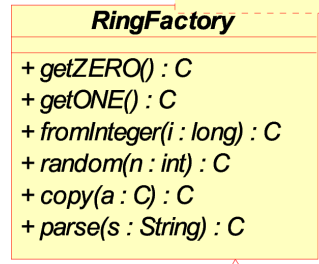 RingFactory
+ getZERO() : C
+ getONE() : C
+ fromInteger(i : long) : C
+ random(n : int) : C
+ copy(a : C) : C
+ parse(s : String) : C